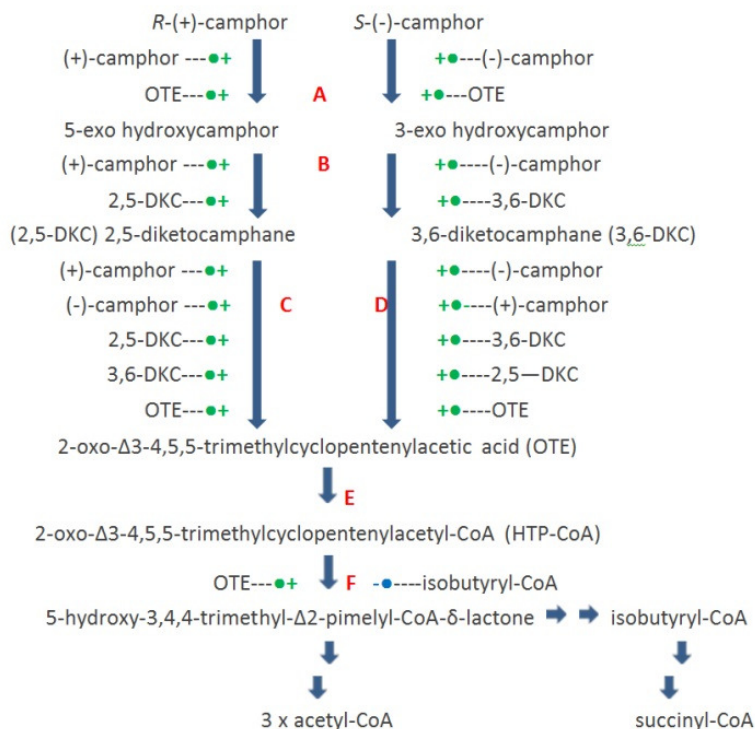 R-(+)-camphor S-(-)-camphor
(+)-camphor ---●+ +●---(-)-camphor
OTE---●+ A +●---OTE
5-exo hydroxycamphor 3-exo hydroxycamphor
(+)-camphor ---●+ B +●----(-)-camphor
2,5-DKC---●+ +●----3,6-DKC
(2,5-DKC) 2,5-diketocamphane 3,6-diketocamphane (3,6-DKC)
(+)-camphor ---●+ +●----(-)-camphor
(-)-camphor ---●+ C D +●----(+)-camphor
2,5-DKC---●+ +●----3,6-DKC
3,6-DKC---●+ +●----2,5—DKC
OTE---●+ +●----OTE
2-oxo-Δ3-4,5,5-trimethylcyclopentenylacetic acid (OTE)
E
2-oxo-Δ3-4,5,5-trimethylcyclopentenylacetyl-CoA (HTP-CoA)
OTE---●+ F -●----isobutyryl-CoA
5-hydroxy-3,4,4-trimethyl-Δ2-pimelyl-CoA-δ-lactone isobutyryl-CoA
3 x acetyl-CoA succinyl-CoA